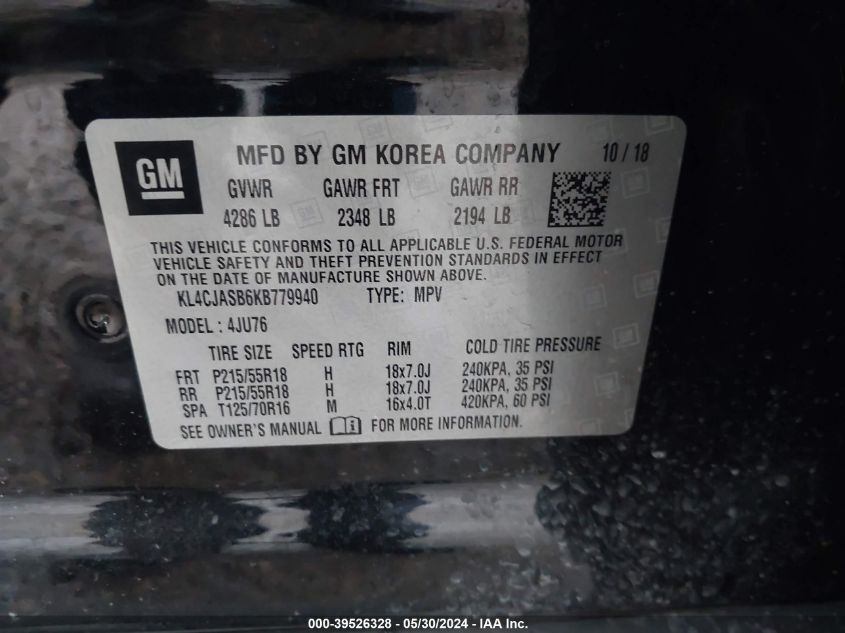 GM
MFD BY GM KOREA COMPANY 10 / 18
GVWR GAWR FRT GAWR RR
4286 LB 2348 LB 2194 LB
THIS VEHICLE CONFORMS TO ALL APPLICABLE U.S. FEDERAL MOTOR
VEHICLE SAFETY AND THEFT PREVENTION STANDARDS IN EFFECT
ON THE DATE OF MANUFACTURE SHOWN ABOVE.
KL4CJASB6KB779940 TYPE: MPV
MODEL : 4JU76
TIRE SIZE SPEED RTG RIM COLD TIRE PRESSURE
FRT P215/55R18 H 18x7.0J 240KPA, 35 PSI
RR P215/55R18 H 18x7.0J 240KPA, 35 PSI
SPA T125/70R16 M 16x4.0T 420KPA, 60 PSI
SEE OWNER'S MANUAL FOR MORE INFORMATION.
000-39526328 - 05/30/2024 - IAA Inc.